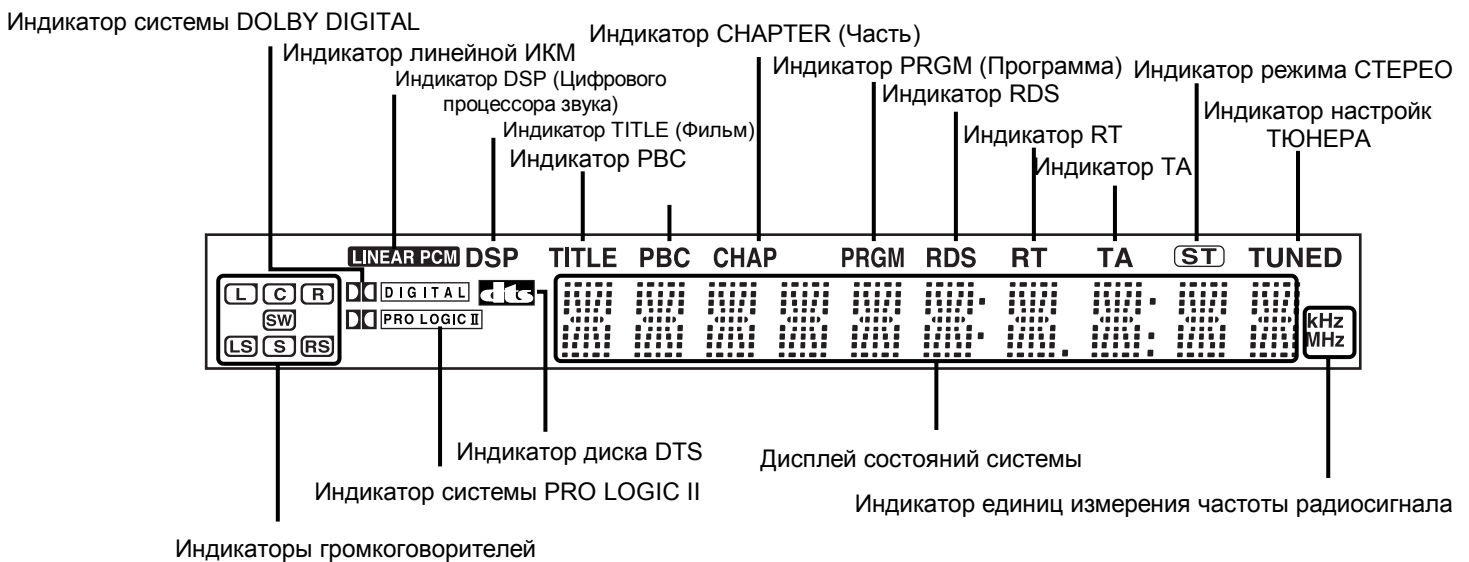 Индикатор системы DOLBY DIGITAL
Индикатор линейной ИКМ
Индикатор DSP (Цифрового
процессора звука)
Индикатор TITLE (Фильм)
Индикатор PBC
Индикатор CHAPTER (Часть)
Индикатор PRGM (Программа)
Индикатор RDS
Индикатор RT
Индикатор TA
Индикатор режима СТЕРЕО
Индикатор настройк
ТЮНЕРА
LINEAR PCM DSP TITLE PBC CHAP PRGM RDS RT TA ST TUNED
L C R DIGITAL dts
SW PRO LOGIC II
LS S RS
kHz
MHz
Индикатор диска DTS
Индикатор системы PRO LOGIC II
Индикаторы громкоговорителей
Дисплей состояний системы
Индикатор единиц измерения частоты радиосигнала